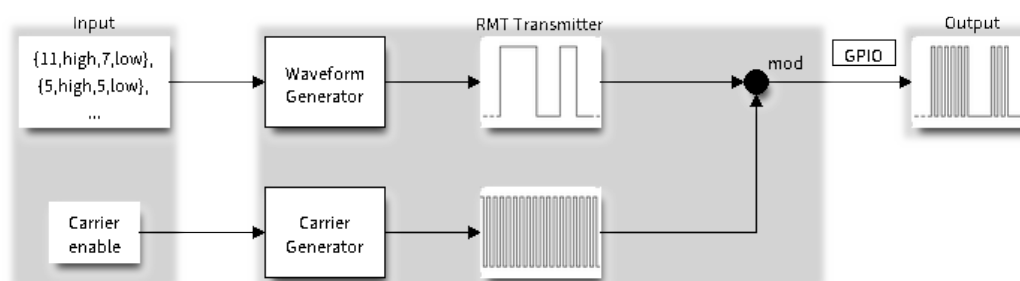 Input
RMT Transmitter
Output
{11,high,7,low},
{5,high,5,low},
...
Waveform
Generator
mod
GPIO
Carrier
enable
Carrier
Generator